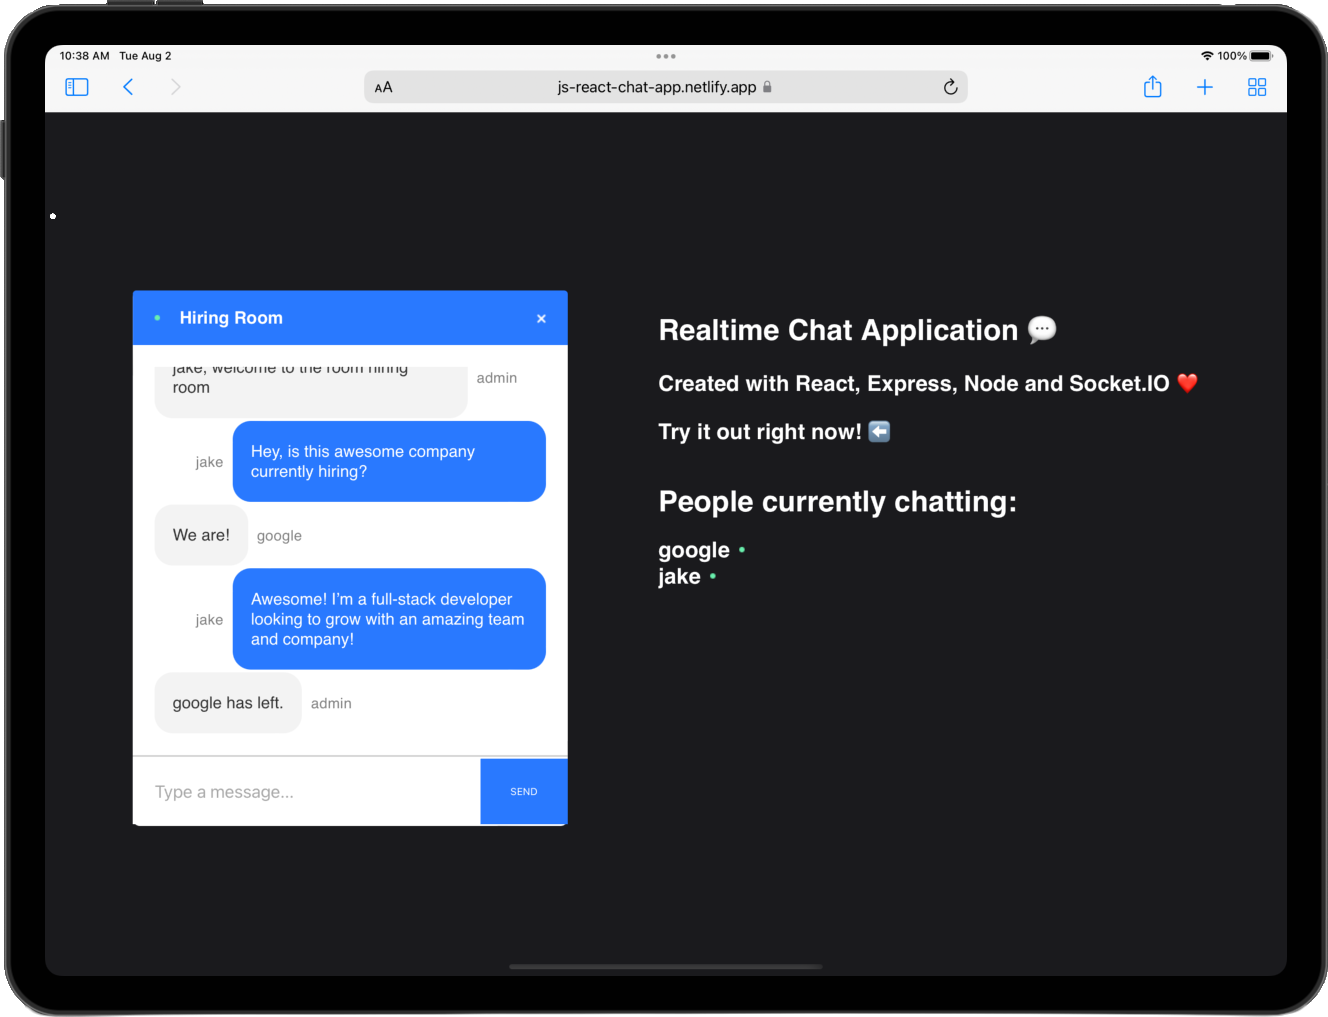 10:38 AM Tue Aug 2
100%
AA
js-react-chat-app.netlify.app
Hiring Room
×
jake, welcome to the room hiring
room
admin
jake
Hey, is this awesome company
currently hiring?
We are!
google
jake
Awesome! I'm a full-stack developer
looking to grow with an amazing team
and company!
google has left.
admin
Type a message...
SEND
Realtime Chat Application 💬
Created with React, Express, Node and Socket.IO ❤️
Try it out right now! ⬅️
People currently chatting:
google
jake